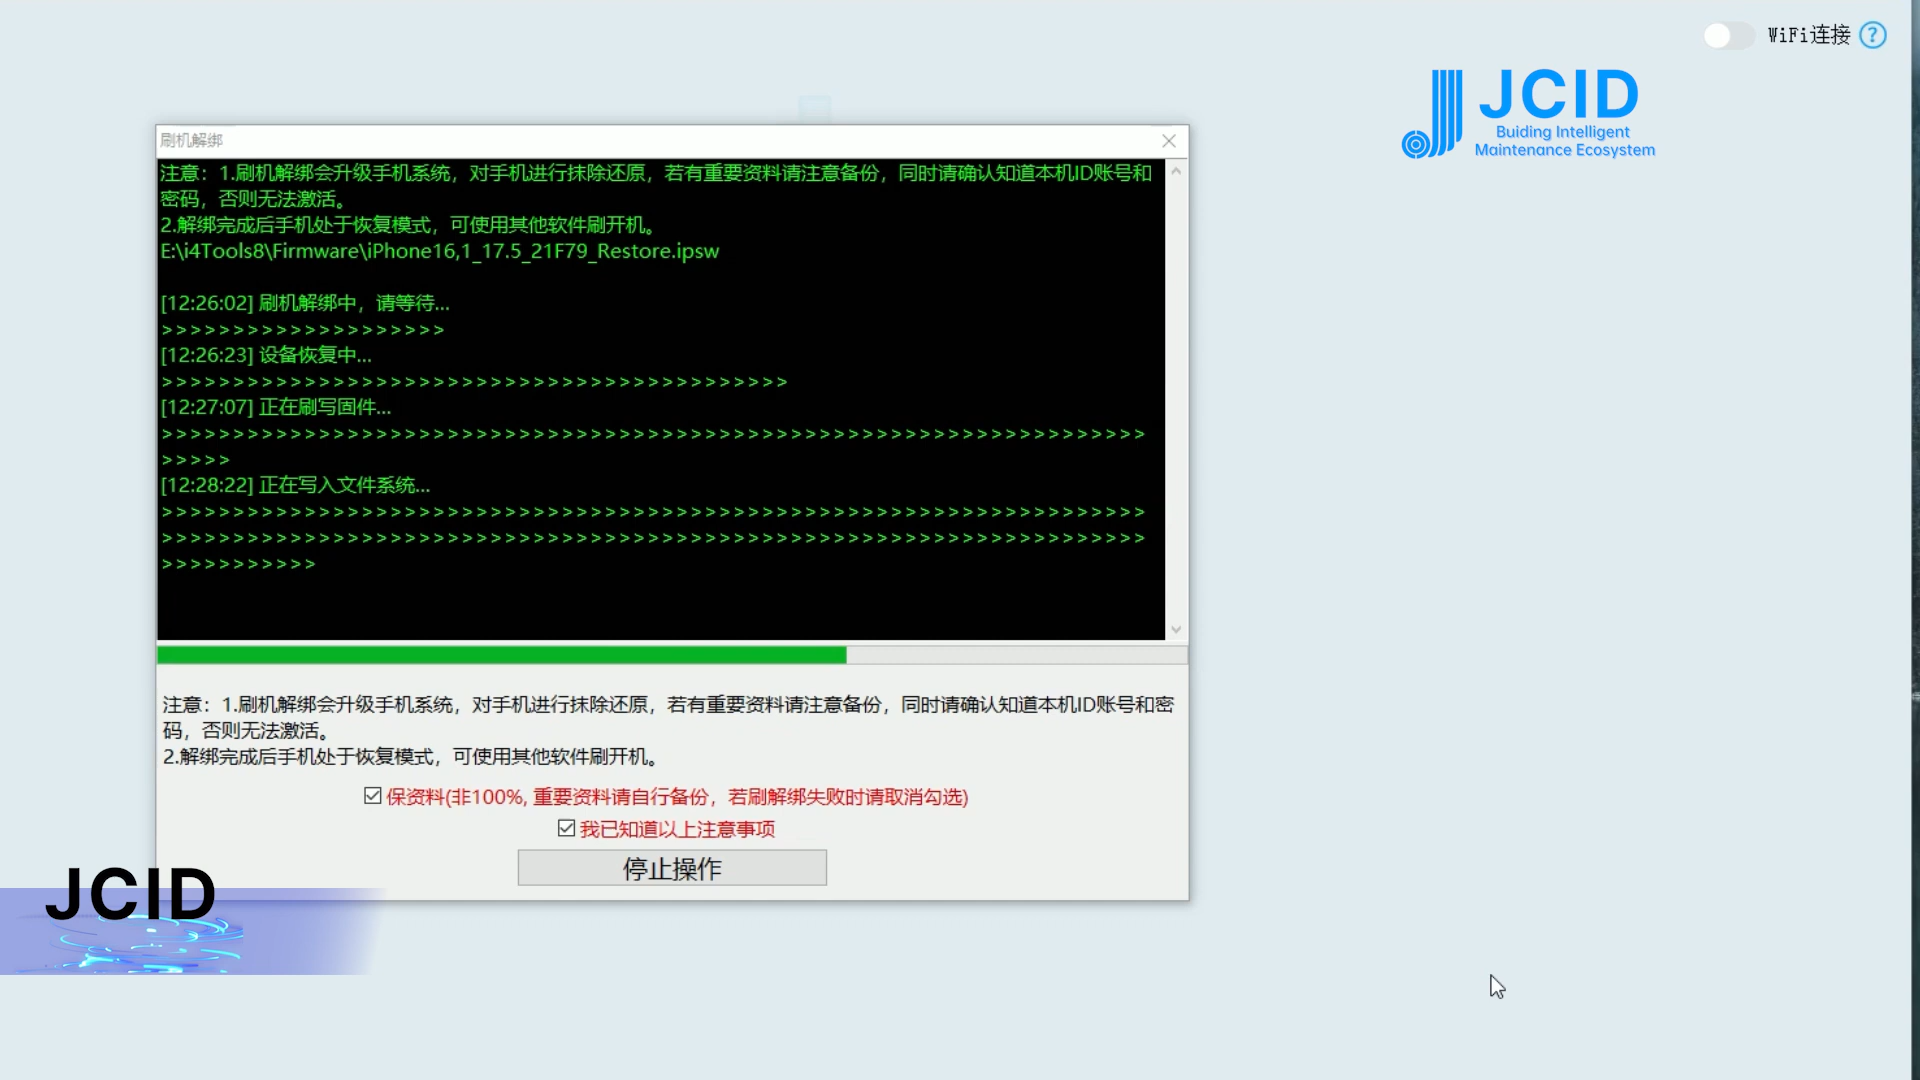 WiFi连接 ?
JCID
Buiding Intelligent
Maintenance Ecosystem
刷机解绑
注意：1.刷机解绑会升级手机系统，对手机进行抹除还原，若有重要资料请注意备份，同时请确认知道本机ID账号和
密码，否则无法激活。
2.解绑完成后手机处于恢复模式，可使用其他软件刷开机。
E:\i4Tools8\Firmware\iPhone16,1_17.5_21F79_Restore.ipsw
[12:26:02] 刷机解绑中，请等待...
>>>>>>>>>>>>>>>>>>>>
[12:26:23] 设备恢复中...
>>>>>>>>>>>>>>>>>>>>>>>>>>>>>>>>>>>>>>>>>>>>
[12:27:07] 正在刷写固件...
>>>>>>>>>>>>>>>>>>>>>>>>>>>>>>>>>>>>>>>>>>>>>>>>>>>>>>>>>>>>>>>>>>>>>
>>>>>
[12:28:22] 正在写入文件系统...
>>>>>>>>>>>>>>>>>>>>>>>>>>>>>>>>>>>>>>>>>>>>>>>>>>>>>>>>>>>>>>>>>>>>>
>>>>>>>>>>>>>>>>>>>>>>>>>>>>>>>>>>>>>>>>>>>>>>>>>>>>>>>>>>>>>>>>>>>>>
>>>>>>>>>>>
注意：1.刷机解绑会升级手机系统，对手机进行抹除还原，若有重要资料请注意备份，同时请确认知道本机ID账号和密
码，否则无法激活。
2.解绑完成后手机处于恢复模式，可使用其他软件刷开机。
保资料(非100%, 重要资料请自行备份，若刷解绑失败时请取消勾选)
我已知道以上注意事项
停止操作
JCID